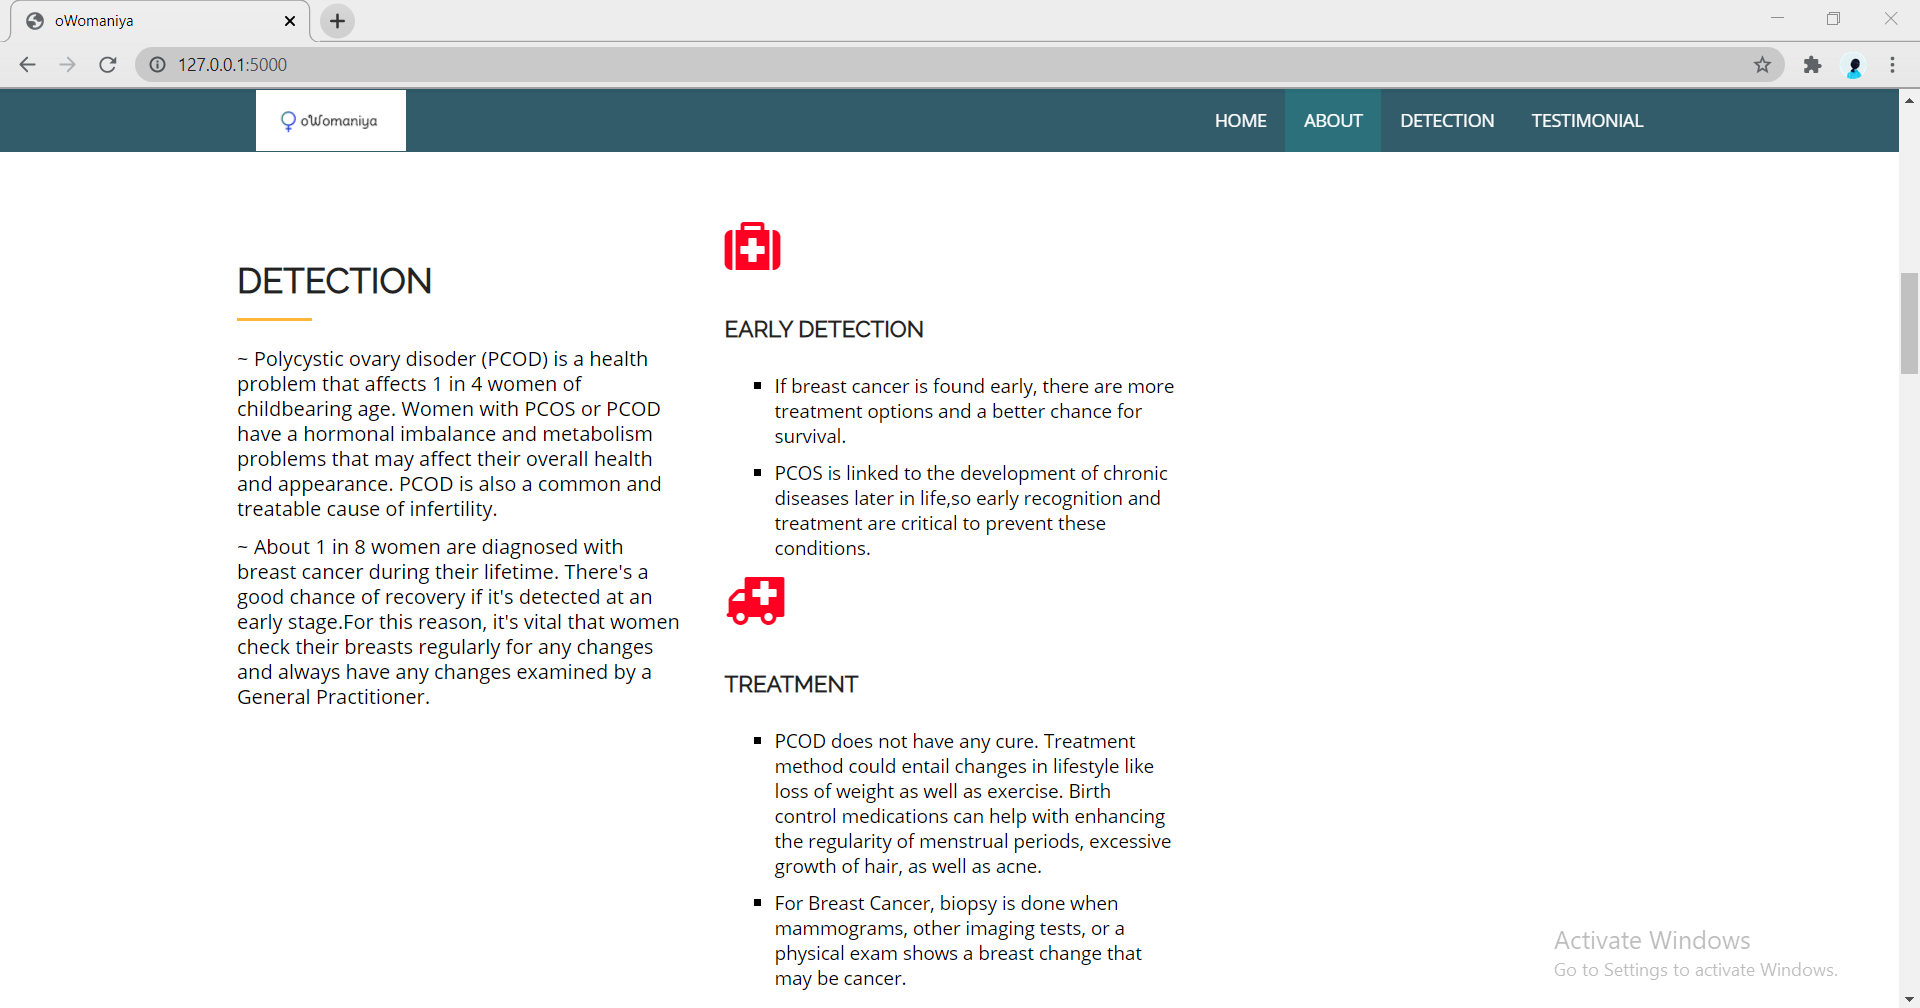 oWomaniya
127.0.0.1:5000
oWomaniya
HOME
ABOUT
DETECTION
TESTIMONIAL
DETECTION
~ Polycystic ovary disoder (PCOD) is a health
problem that affects 1 in 4 women of
childbearing age. Women with PCOS or PCOD
have a hormonal imbalance and metabolism
problems that may affect their overall health
and appearance. PCOD is also a common and
treatable cause of infertility.
~ About 1 in 8 women are diagnosed with
breast cancer during their lifetime. There's a
good chance of recovery if it's detected at an
early stage.For this reason, it's vital that women
check their breasts regularly for any changes
and always have any changes examined by a
General Practitioner.
EARLY DETECTION
If breast cancer is found early, there are more
treatment options and a better chance for
survival.
PCOS is linked to the development of chronic
diseases later in life,so early recognition and
treatment are critical to prevent these
conditions.
TREATMENT
PCOD does not have any cure. Treatment
method could entail changes in lifestyle like
loss of weight as well as exercise. Birth
control medications can help with enhancing
the regularity of menstrual periods, excessive
growth of hair, as well as acne.
For Breast Cancer, biopsy is done when
mammograms, other imaging tests, or a
physical exam shows a breast change that
may be cancer.
Activate Windows
Go to Settings to activate Windows.